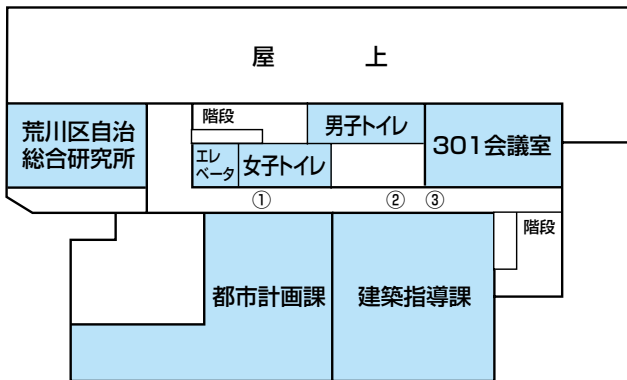 屋上
階段
荒川区自治
総合研究所
男子トイレ
301会議室
エレ
ベータ
女子トイレ
①
②
③
階段
都市計画課
建築指導課